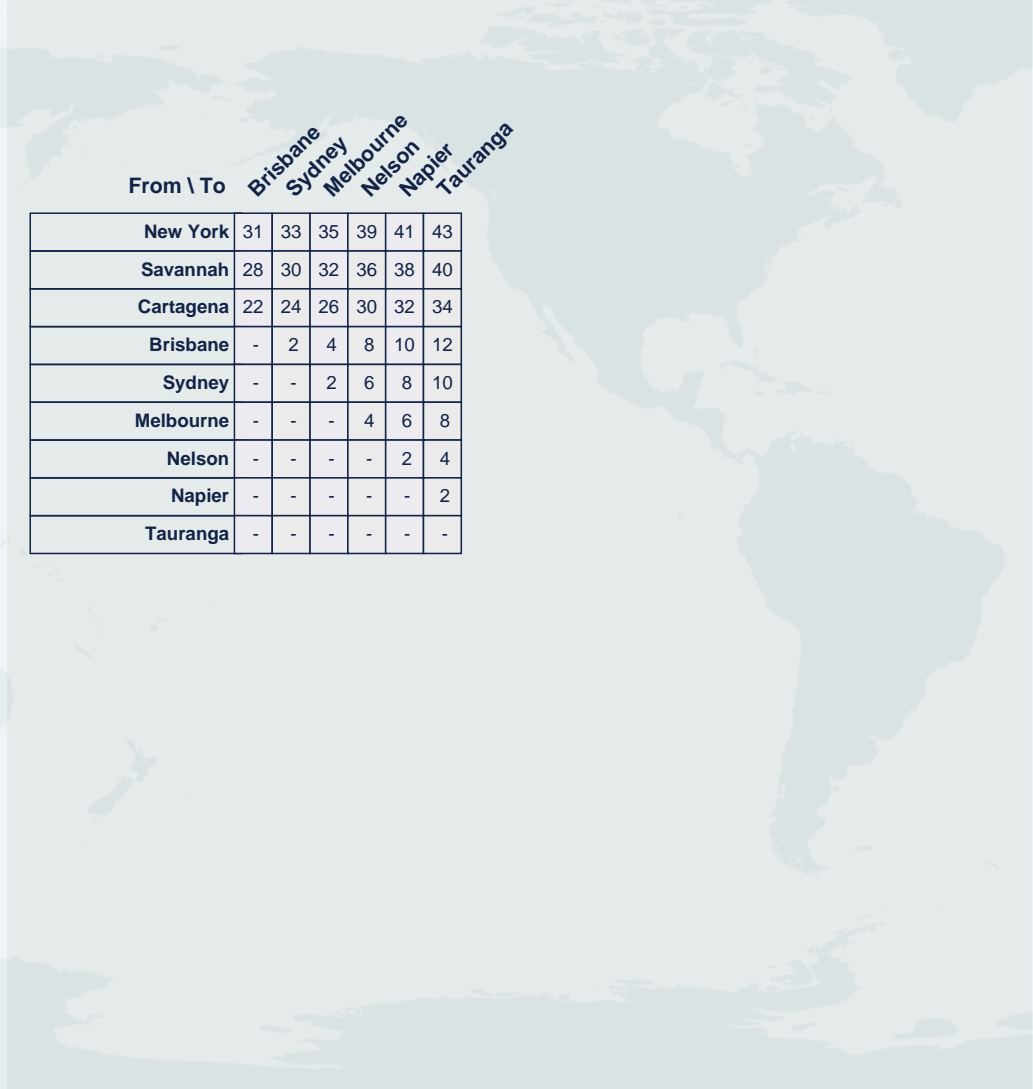 From \ To Brisbane Sydney Melbourne Nelson Napier Tauranga
New York 31 33 35 39 41 43
Savannah 28 30 32 36 38 40
Cartagena 22 24 26 30 32 34
Brisbane - 2 4 8 10 12
Sydney - - 2 6 8 10
Melbourne - - - 4 6 8
Nelson - - - - 2 4
Napier - - - - - 2
Tauranga - - - - - -